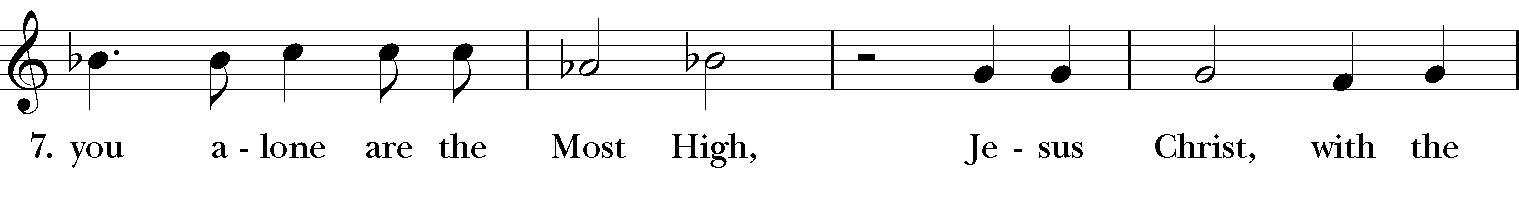 7. you a - lone are the Most High, Je - sus Christ, with the